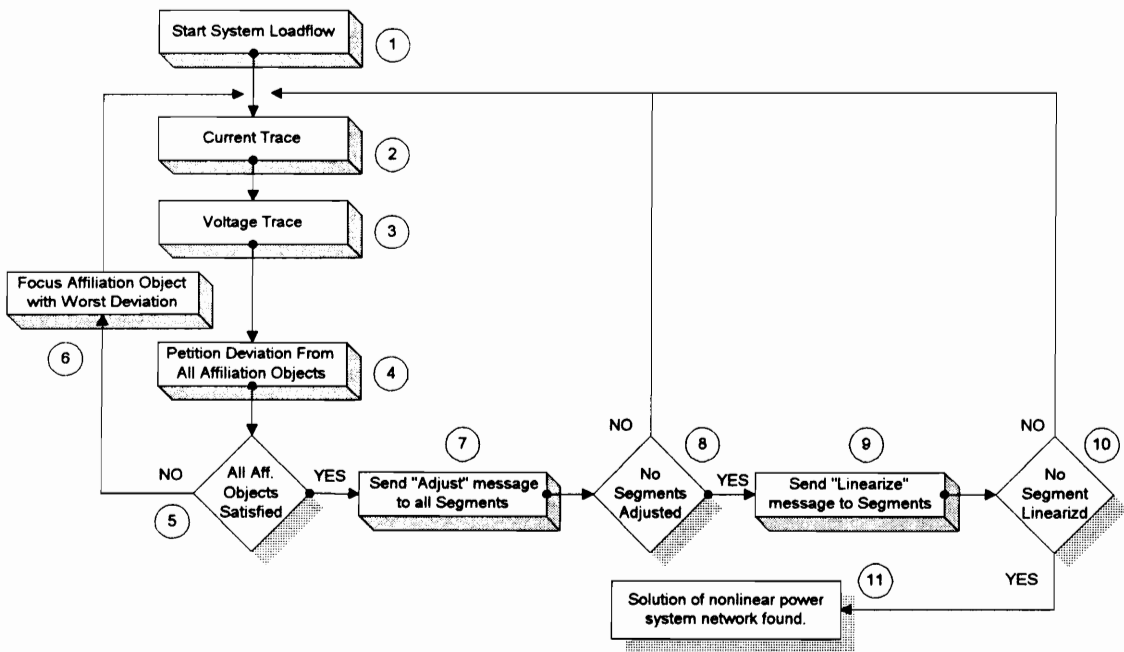 Start System Loadflow
1
Current Trace
2
Voltage Trace
3
Focus Affiliation Object
with Worst Deviation
6
Petition Deviation From
All Affiliation Objects
4
All Aff.
Objects
Satisfied
NO
YES
5
7
Send "Adjust" message
to all Segments
NO
8
No
Segments
Adjusted
YES
9
Send "Linearize"
message to Segments
NO
10
No
Segment
Linearizd
YES
11
Solution of nonlinear power
system network found.